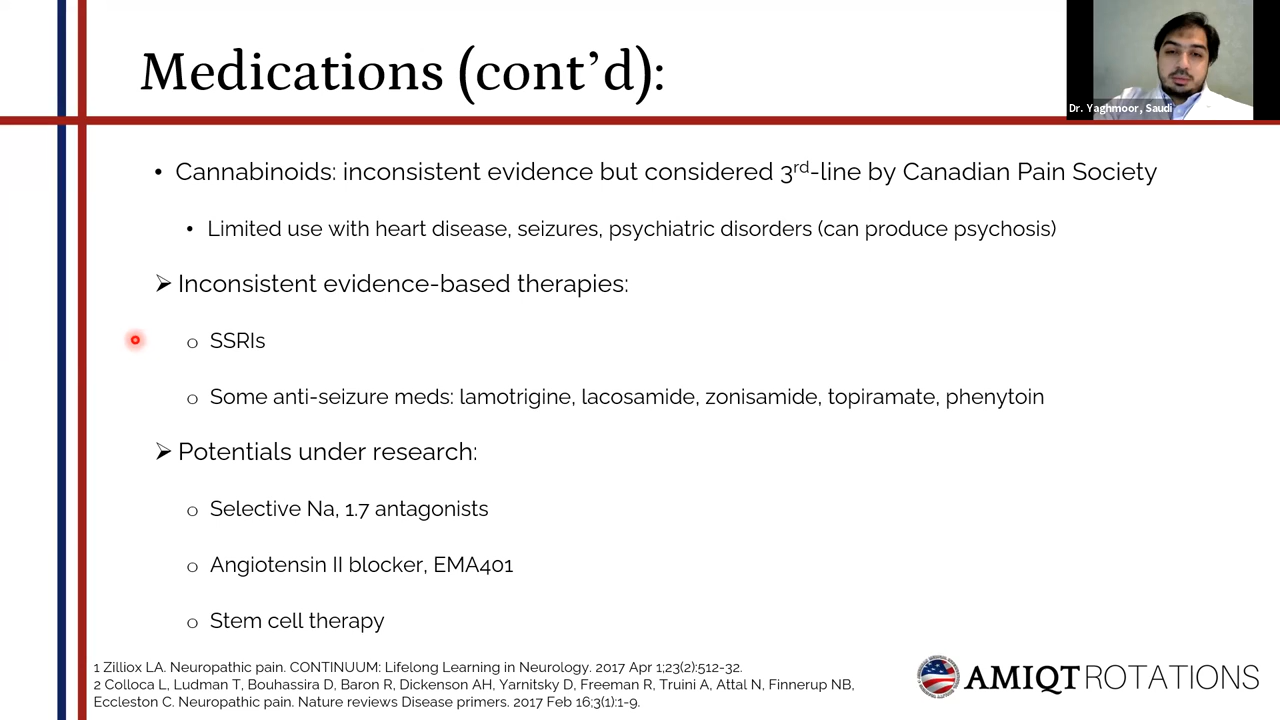 Medications (cont’d):
Dr. Yaghmoor, Saudi
• Cannabinoids: inconsistent evidence but considered 3rd-line by Canadian Pain Society
• Limited use with heart disease, seizures, psychiatric disorders (can produce psychosis)
➢ Inconsistent evidence-based therapies:
o SSRIs
o Some anti-seizure meds: lamotrigine, lacosamide, zonisamide, topiramate, phenytoin
➢ Potentials under research:
o Selective Na, 1.7 antagonists
o Angiotensin II blocker, EMA401
o Stem cell therapy
1 Zilliox LA. Neuropathic pain. CONTINUUM: Lifelong Learning in Neurology. 2017 Apr 1;23(2):512-32.
2 Colloca L, Ludman T, Bouhassira D, Baron R, Dickenson AH, Yarnitsky D, Freeman R, Truini A, Attal N, Finnerup NB,
Eccleston C. Neuropathic pain. Nature reviews Disease primers. 2017 Feb 16;3(1):1-9.
AMIQT ROTATIONS